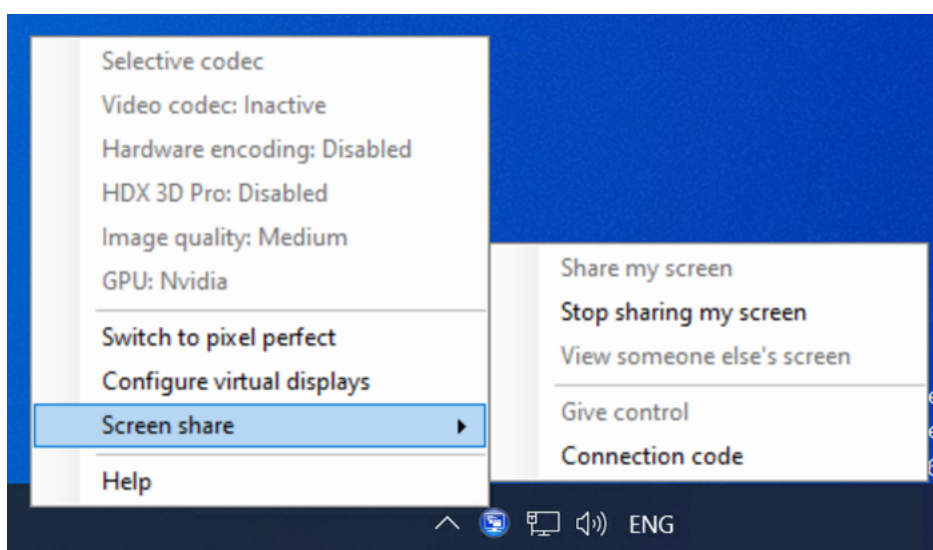 Selective codec
Video codec: Inactive
Hardware encoding: Disabled
HDX 3D Pro: Disabled
Image quality: Medium
GPU: Nvidia
Switch to pixel perfect
Configure virtual displays
Screen share
Help
Share my screen
Stop sharing my screen
View someone else's screen
Give control
Connection code
ENG